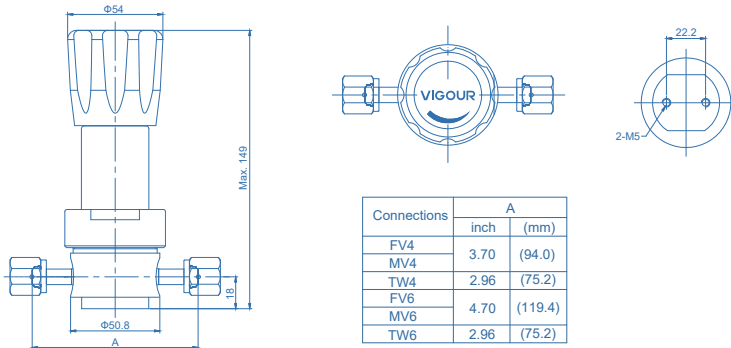 Φ54
Max. 149
18
Φ50.8
A
VIGOUR
22.2
2-M5
Connections A
inch (mm)
FV4 3.70 (94.0)
MV4
TW4 2.96 (75.2)
FV6 4.70 (119.4)
MV6
TW6 2.96 (75.2)